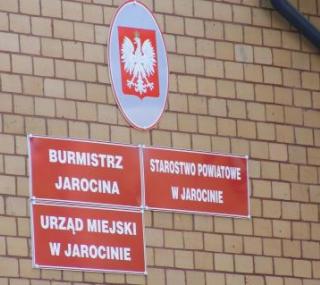 BURMISTRZ
JAROCINA
STAROSTWO POWIATOWE
W JAROCINIE
URZĄD MIEJSKI
W JAROCINIE